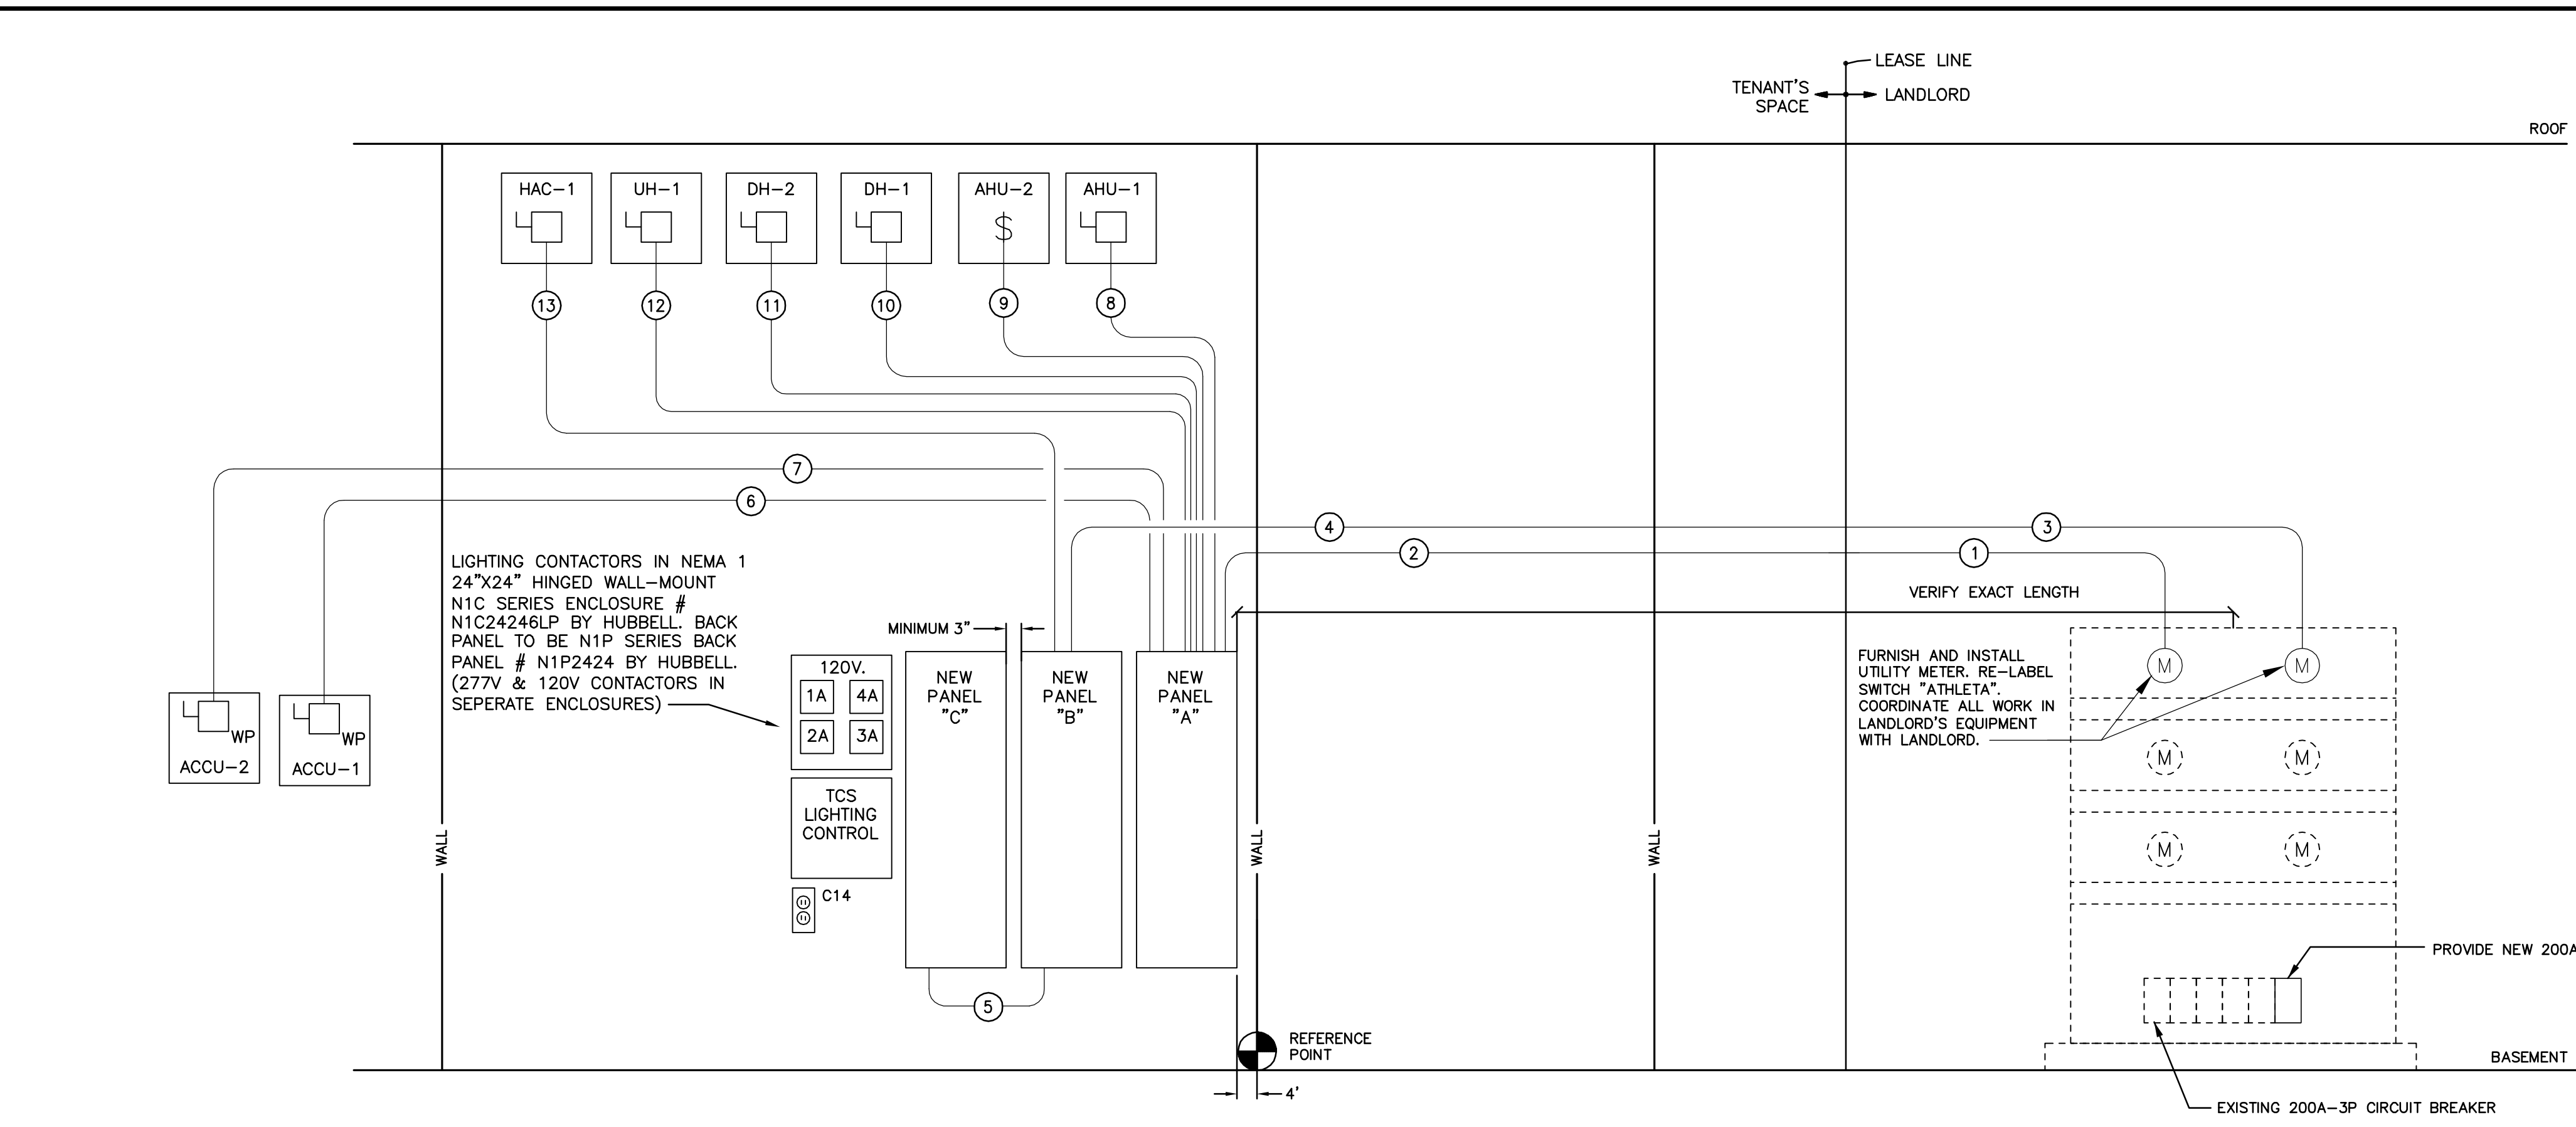 LEASE LINE
TENANT'S
SPACE
LANDLORD
ROOF
HAC-1
UH-1
DH-2
DH-1
AHU-2
AHU-1
$
13
12
11
10
9
8
7
6
4
3
2
1
LIGHTING CONTACTORS IN NEMA 1
24"X24" HINGED WALL-MOUNT
N1C SERIES ENCLOSURE #
N1C24246LP BY HUBBELL. BACK
PANEL TO BE N1P SERIES BACK
PANEL # N1P2424 BY HUBBELL.
(277V & 120V CONTACTORS IN
SEPERATE ENCLOSURES)
VERIFY EXACT LENGTH
MINIMUM 3"
120V.
1A
4A
2A
3A
NEW
PANEL
"C"
NEW
PANEL
"B"
NEW
PANEL
"A"
FURNISH AND INSTALL
UTILITY METER. RE-LABEL
SWITCH "ATHLETA".
COORDINATE ALL WORK IN
LANDLORD'S EQUIPMENT
WITH LANDLORD.
M
M
M
M
M
M
WP
ACCU-2
WP
ACCU-1
TCS
LIGHTING
CONTROL
WALL
WALL
WALL
C14
5
PROVIDE NEW 200A
REFERENCE
POINT
BASEMENT
4'
EXISTING 200A-3P CIRCUIT BREAKER